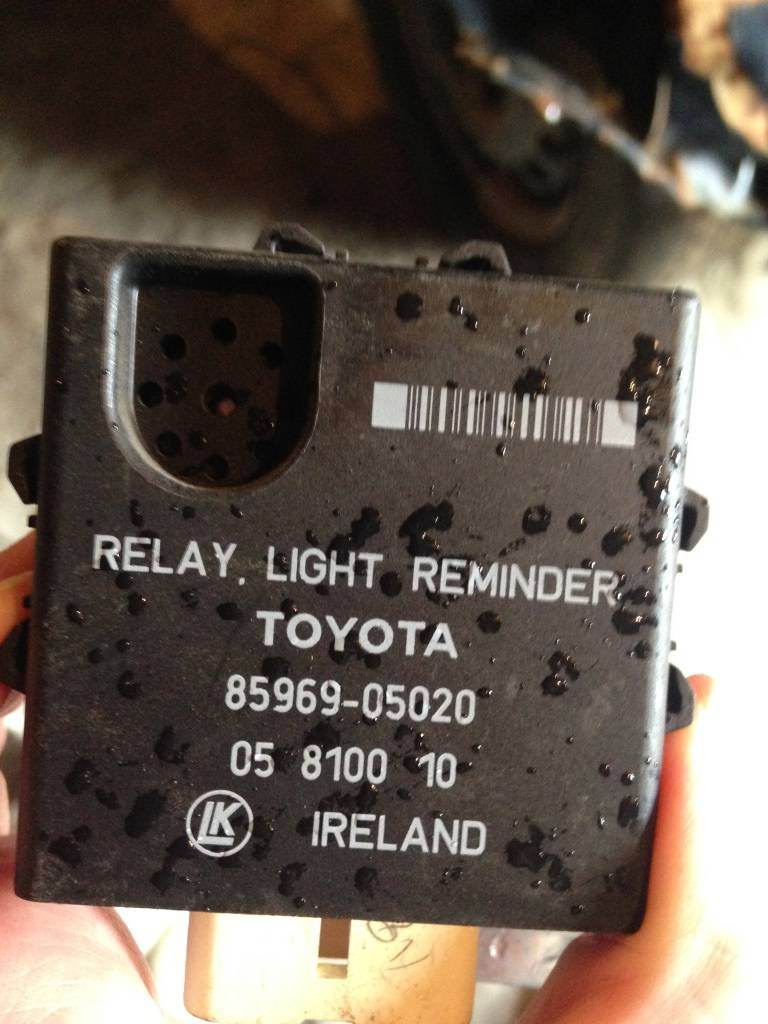 RELAY, LIGHT REMINDER
TOYOTA
85969-05020
05 8100 10
LK IRELAND